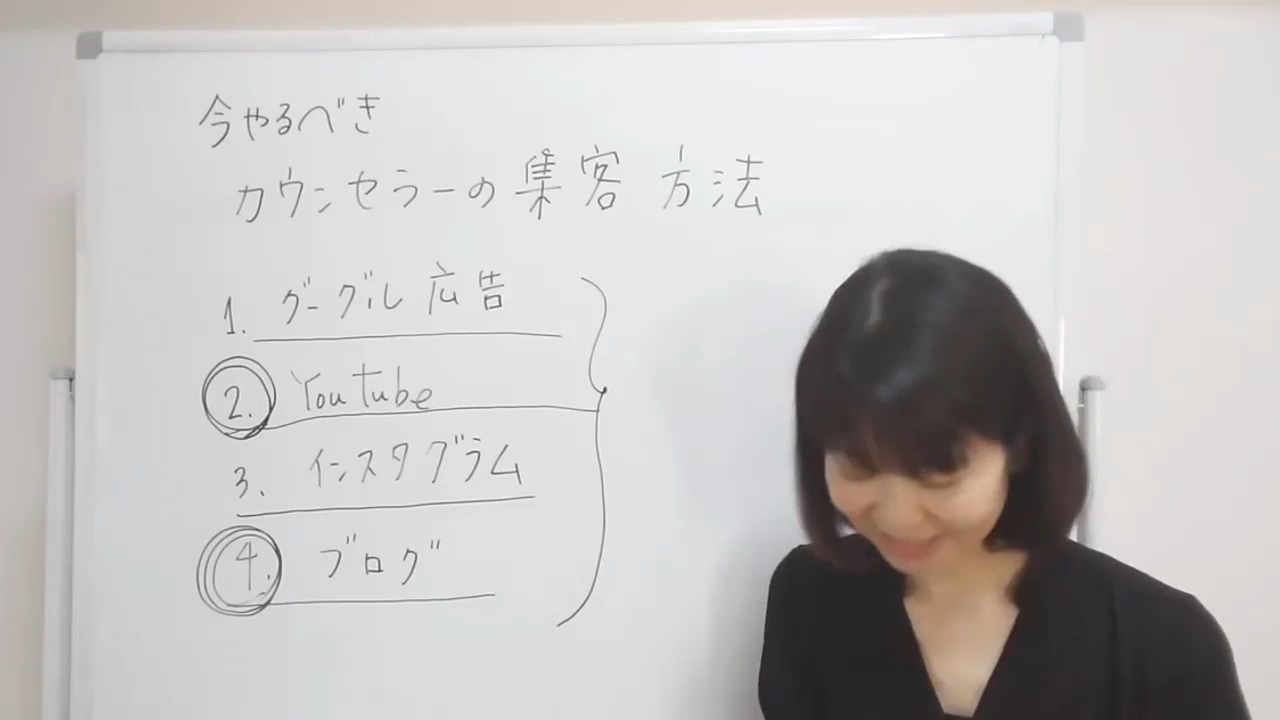 今やるべき
カウンセラーの集客方法
1. グーグル広告
2. YouTube
3. インスタグラム
4. ブログ